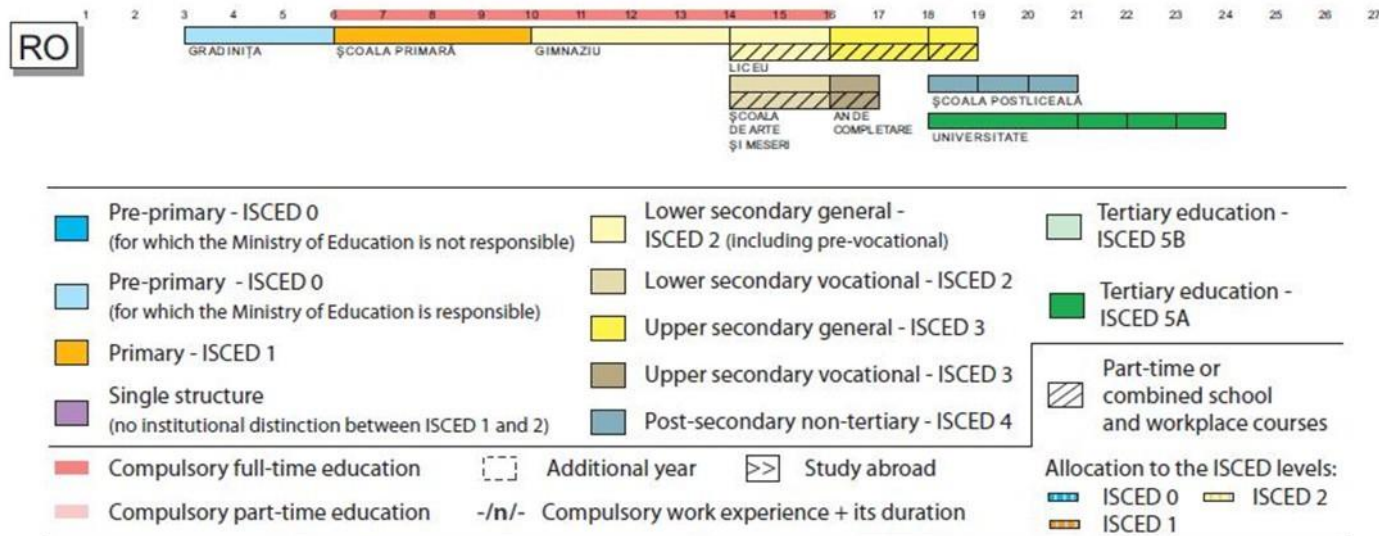 1 2 3 4 5 6 7 8 9 10 11 12 13 14 15 16 17 18 19 20 21 22 23 24 25 26 27
RO
GRADINIȚA ŞCOALA PRIMARĂ GIMNAZIU
LICEU
ŞCOALA POSTLICEALĂ
ŞCOALA AN DE
DE ARTE COMPLETARE
ŞI MESERI
UNIVERSITATE
Pre-primary - ISCED 0
(for which the Ministry of Education is not responsible)
Pre-primary - ISCED 0
(for which the Ministry of Education is responsible)
Primary - ISCED 1
Single structure
(no institutional distinction between ISCED 1 and 2)
Lower secondary general -
ISCED 2 (including pre-vocational)
Lower secondary vocational - ISCED 2
Upper secondary general - ISCED 3
Upper secondary vocational - ISCED 3
Post-secondary non-tertiary - ISCED 4
Tertiary education -
ISCED 5B
Tertiary education -
ISCED 5A
Part-time or
combined school
and workplace courses
Compulsory full-time education
Additional year
>> Study abroad
Compulsory part-time education
-/n/- Compulsory work experience + its duration
Allocation to the ISCED levels:
ISCED 0 ISCED 2
ISCED 1